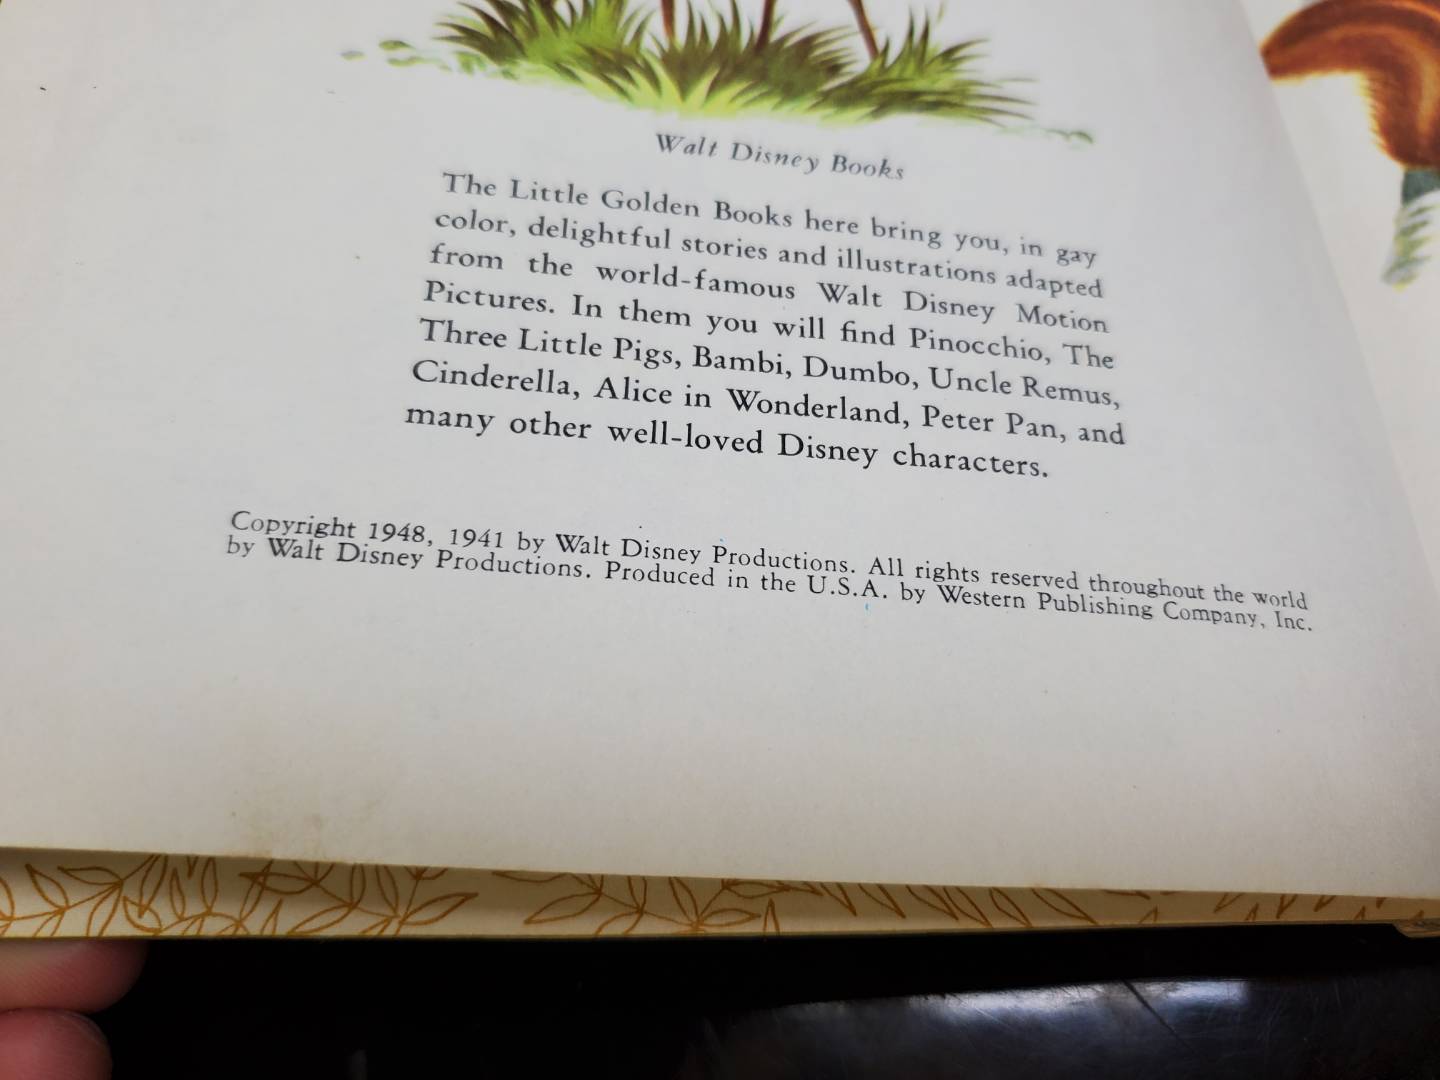 Walt Disney Books
The Little Golden Books here bring you, in gay
color, delightful stories and illustrations adapted
from the world-famous Walt Disney Motion
Pictures. In them you will find Pinocchio, The
Three Little Pigs, Bambi, Dumbo, Uncle Remus,
Cinderella, Alice in Wonderland, Peter Pan, and
many other well-loved Disney characters.
Copyright 1948, 1941 by Walt Disney Productions. All rights reserved throughout the world
by Walt Disney Productions. Produced in the U.S.A. by Western Publishing Company, Inc.